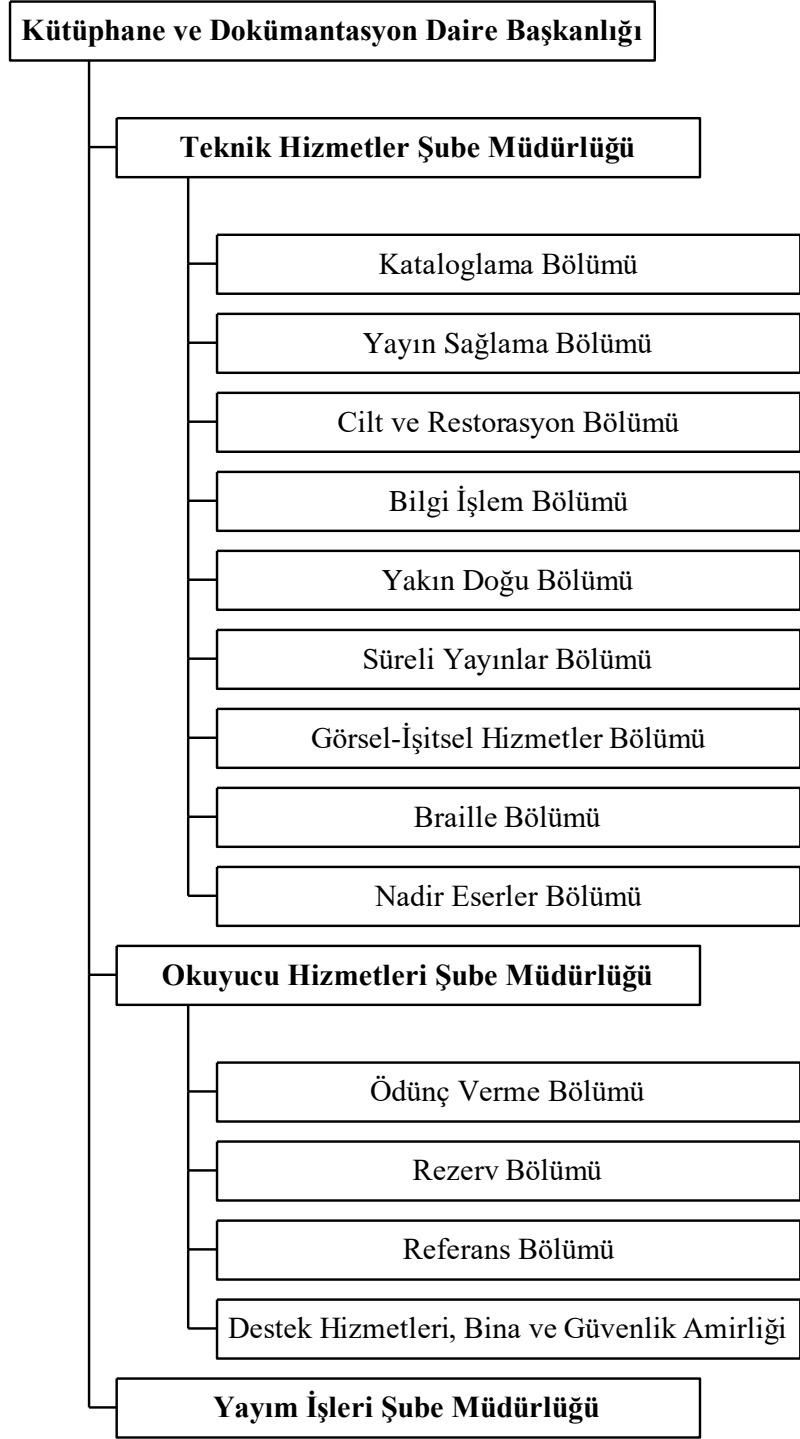 Kütüphane ve Dokümantasyon Daire Başkanlığı
Teknik Hizmetler Şube Müdürlüğü
Kataloglama Bölümü
Yayın Sağlama Bölümü
Cilt ve Restorasyon Bölümü
Bilgi İşlem Bölümü
Yakın Doğu Bölümü
Süreli Yayınlar Bölümü
Görsel-İşitsel Hizmetler Bölümü
Braille Bölümü
Nadir Eserler Bölümü
Okuyucu Hizmetleri Şube Müdürlüğü
Ödünç Verme Bölümü
Rezerv Bölümü
Referans Bölümü
Destek Hizmetleri, Bina ve Güvenlik Amirliği
Yayım İşleri Şube Müdürlüğü